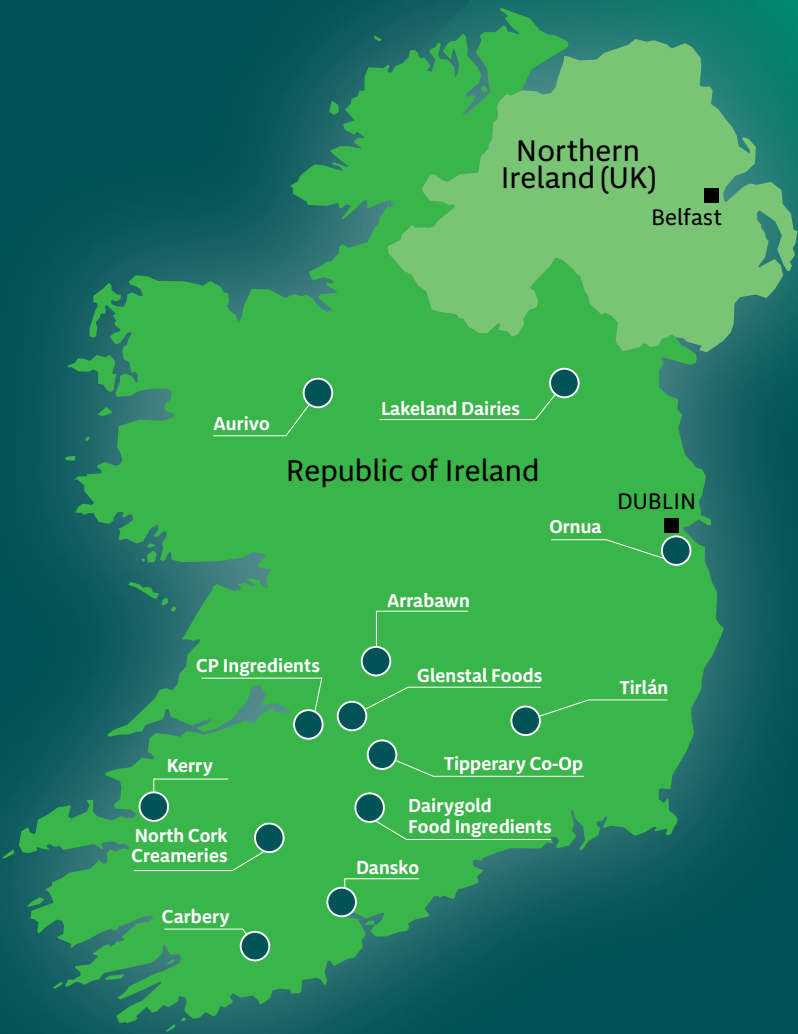 Northern
Ireland (UK)
Belfast
Lakeland Dairies
Aurivo
Republic of Ireland
DUBLIN
Ornua
Arrabawn
CP Ingredients
Glenstal Foods
Tirlán
Tipperary Co-Op
Kerry
Dairygold
Food Ingredients
North Cork
Creameries
Dansko
Carbery